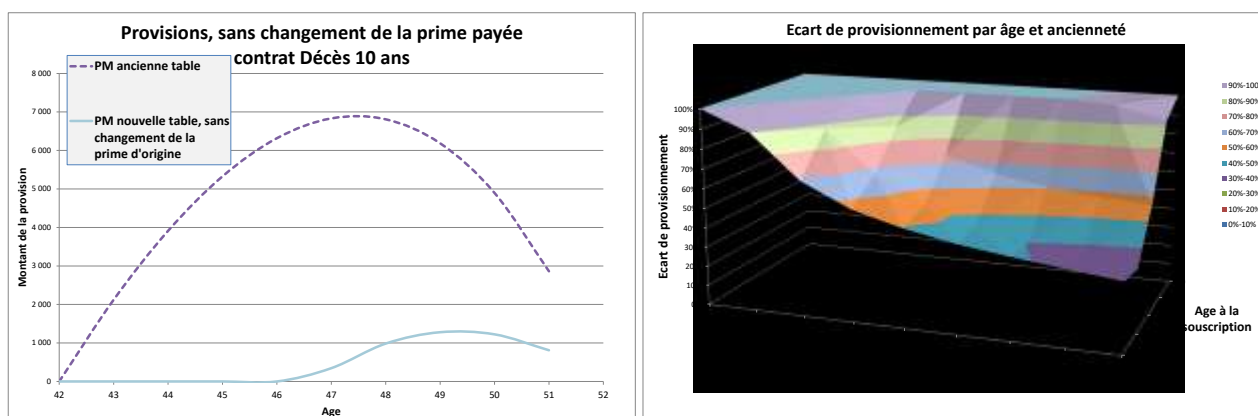 Provisions, sans changement de la prime payée
contrat Décès 10 ans
PM ancienne table
PM nouvelle table, sans
changement de la
prime d'origine
Montant de la provision
8 000
7 000
6 000
5 000
4 000
3 000
2 000
1 000
0
42 43 44 45 46 47 48 49 50 51 52
Age
Ecart de provisionnement par âge et ancienneté
Ecart de provisionnement
100%
90%
80%
70%
60%
50%
40
30
20
10
0
90%-100
80%-90%
70%-80%
60%-70%
50%-60%
40%-50%
30%-40%
20%-30%
10%-20%
0%-10%
Age à la
souscription